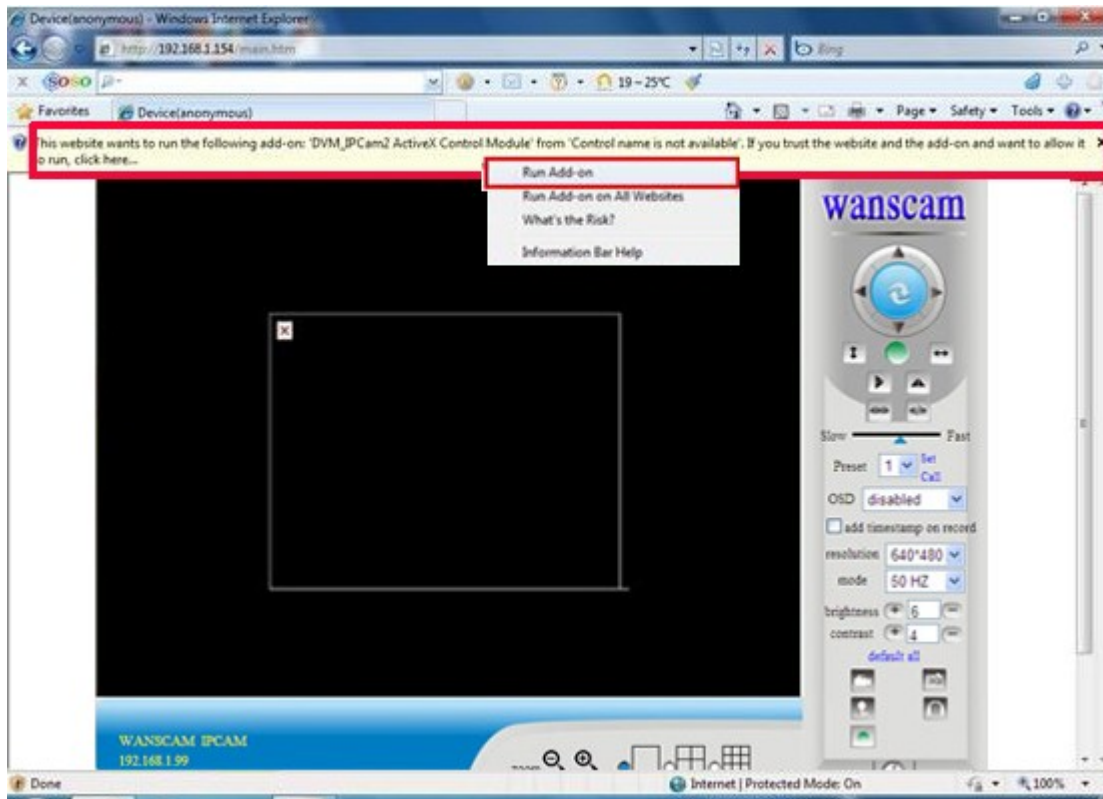 Device(anonymous) - Windows Internet Explorer
http://192.168.1.154/main.htm
Bing
SOSO
19~25℃
Favorites
Device(anonymous)
Page
Safety
Tools
This website wants to run the following add-on: 'DVM_IPCam2 ActiveX Control Module' from 'Control name is not available'. If you trust the website and the add-on and want to allow it
to run, click here...
Run Add-on
Run Add-on on All Websites
What's the Risk?
Information Bar Help
wanscam
Slow
Fast
Preset
1
Set
Call
OSD
disabled
add timestamp on record
resolution
640*480
mode
50 HZ
brightness
6
contrast
4
default all
WANSCAM IPCAM
192.168.1.99
Done
Internet | Protected Mode: On
100%